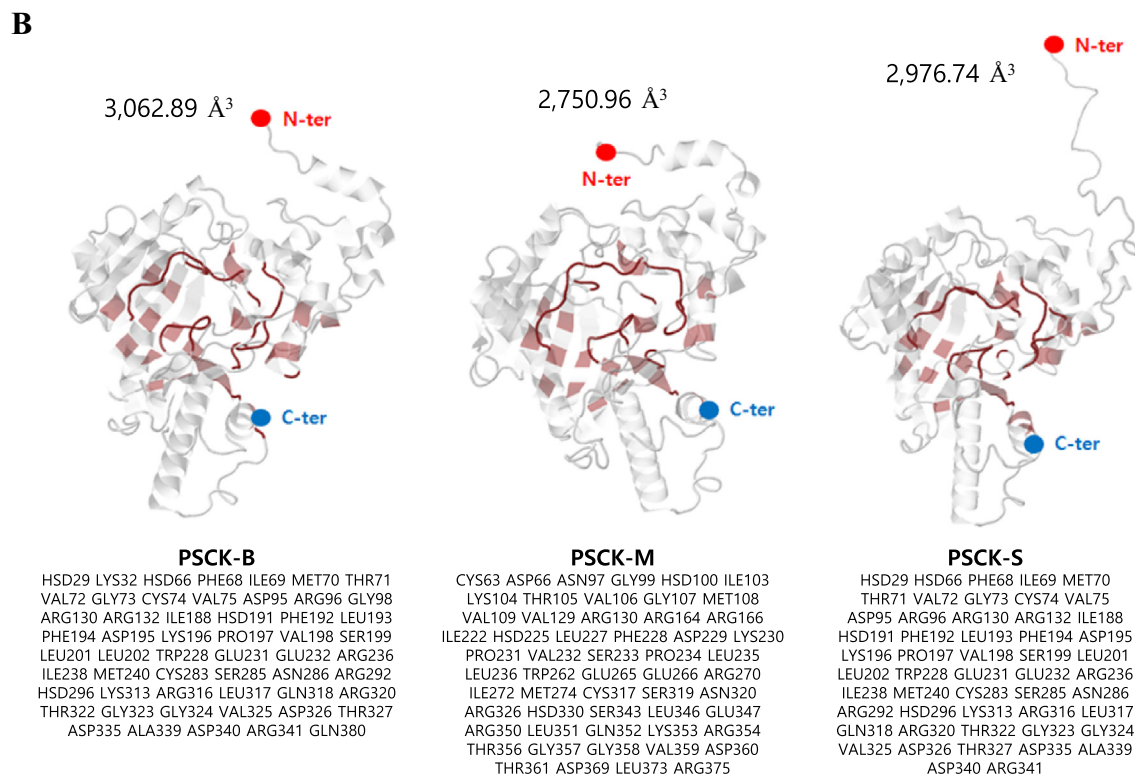 B
3,062.89 Å³
N-ter
C-ter
PSCK-B
HSD29 LYS32 HSD66 PHE68 ILE69 MET70 THR71
VAL72 GLY73 CYS74 VAL75 ASP95 ARG96 GLY98
ARG130 ARG132 ILE188 HSD191 PHE192 LEU193
PHE194 ASP195 LYS196 PRO197 VAL198 SER199
LEU201 LEU202 TRP228 GLU231 GLU232 ARG236
ILE238 MET240 CYS283 SER285 ASN286 ARG292
HSD296 LYS313 ARG316 LEU317 GLN318 ARG320
THR322 GLY323 GLY324 VAL325 ASP326 THR327
ASP335 ALA339 ASP340 ARG341 GLN380
2,750.96 Å³
N-ter
C-ter
PSCK-M
CYS63 ASP66 ASN97 GLY99 HSD100 ILE103
LYS104 THR105 VAL106 GLY107 MET108
VAL109 VAL129 ARG130 ARG164 ARG166
ILE222 HSD225 LEU227 PHE228 ASP229 LYS230
PRO231 VAL232 SER233 PRO234 LEU235
LEU236 TRP262 GLU265 GLU266 ARG270
ILE272 MET274 CYS317 SER319 ASN320
ARG326 HSD330 SER343 LEU346 GLU347
ARG350 LEU351 GLN352 LYS353 ARG354
THR356 GLY357 GLY358 VAL359 ASP360
THR361 ASP369 LEU373 ARG375
2,976.74 Å³
N-ter
C-ter
PSCK-S
HSD29 HSD66 PHE68 ILE69 MET70
THR71 VAL72 GLY73 CYS74 VAL75
ASP95 ARG96 ARG130 ARG132 ILE188
HSD191 PHE192 LEU193 PHE194 ASP195
LYS196 PRO197 VAL198 SER199 LEU201
LEU202 TRP228 GLU231 GLU232 ARG236
ILE238 MET240 CYS283 SER285 ASN286
ARG292 HSD296 LYS313 ARG316 LEU317
GLN318 ARG320 THR322 GLY323 GLY324
VAL325 ASP326 THR327 ASP335 ALA339
ASP340 ARG341